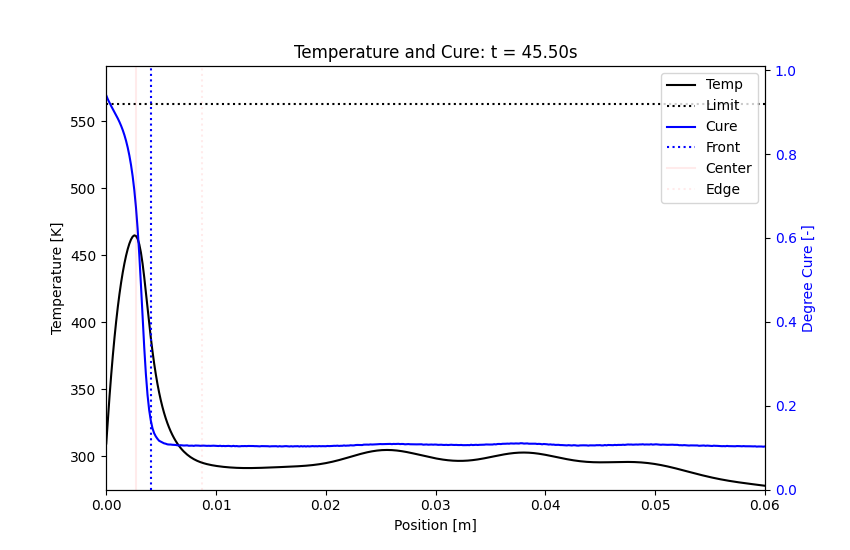 Temperature and Cure: t = 45.50s
Temperature [K]
550
500
450
400
350
300
Temp
Limit
Cure
Front
Center
Edge
1.0
0.8
0.6
0.4
0.2
0.0
Degree Cure [-]
0.00
0.01
0.02
0.03
0.04
0.05
0.06
Position [m]